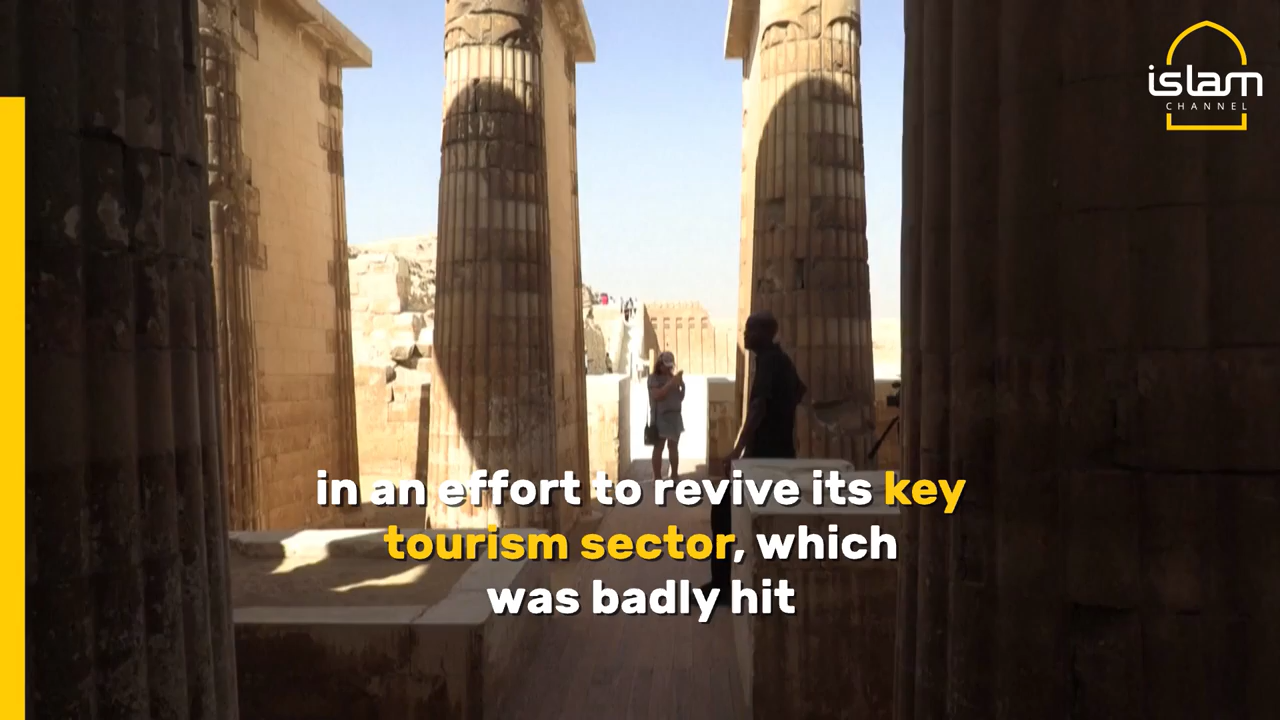 islam
CHANNEL
in an effort to revive its key
tourism sector, which
was badly hit